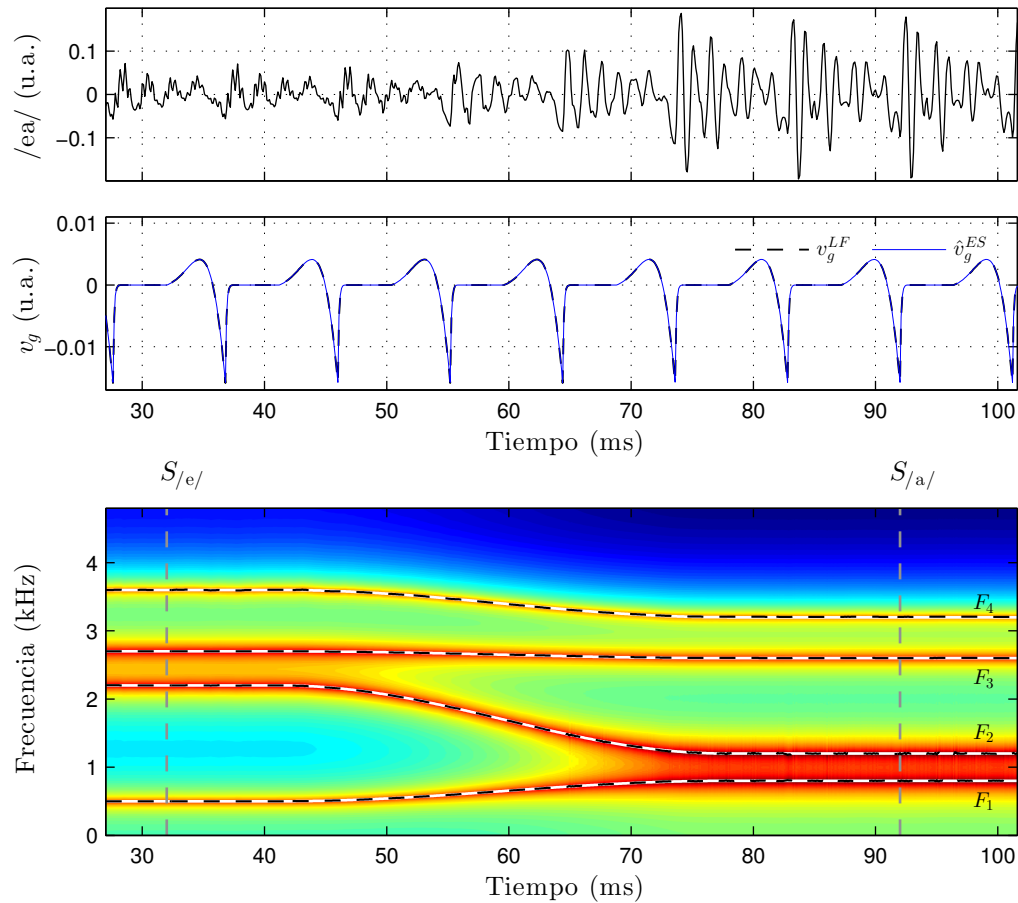 /ea/ (u.a.)
0.1
0
−0.1
v_g (u.a.)
0.01
0
−0.01
v_g^{LF} v̂_g^{ES}
30 40 50 60 70 80 90 100
Tiempo (ms)
S_{/e/} S_{/a/}
Frecuencia (kHz)
4
3
2
1
0
F_4
F_3
F_2
F_1
30 40 50 60 70 80 90 100
Tiempo (ms)